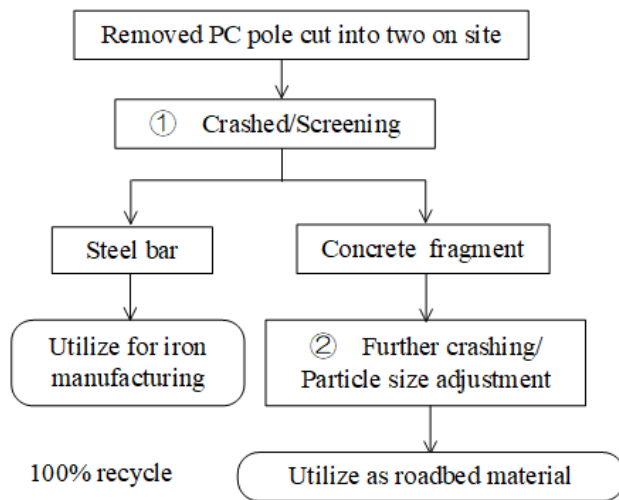 Removed PC pole cut into two on site
① Crashed/Screening
Steel bar
Concrete fragment
Utilize for iron
manufacturing
② Further crashing/
Particle size adjustment
100% recycle
Utilize as roadbed material